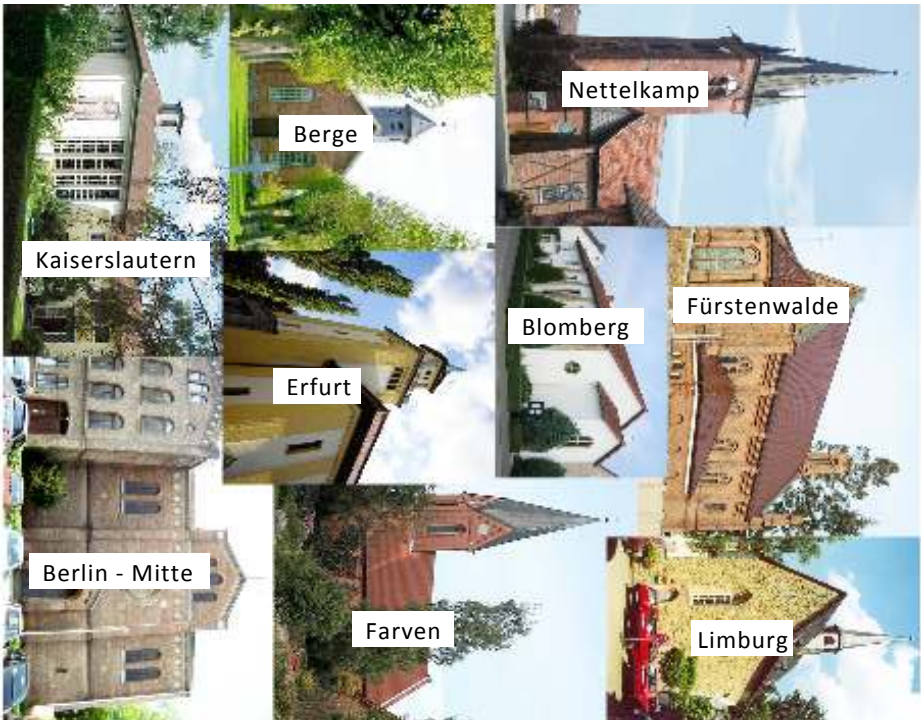 Nettelkamp
Berge
Kaiserslautern
Fürstenwalde
Blomberg
Erfurt
Berlin - Mitte
Farven
Limburg